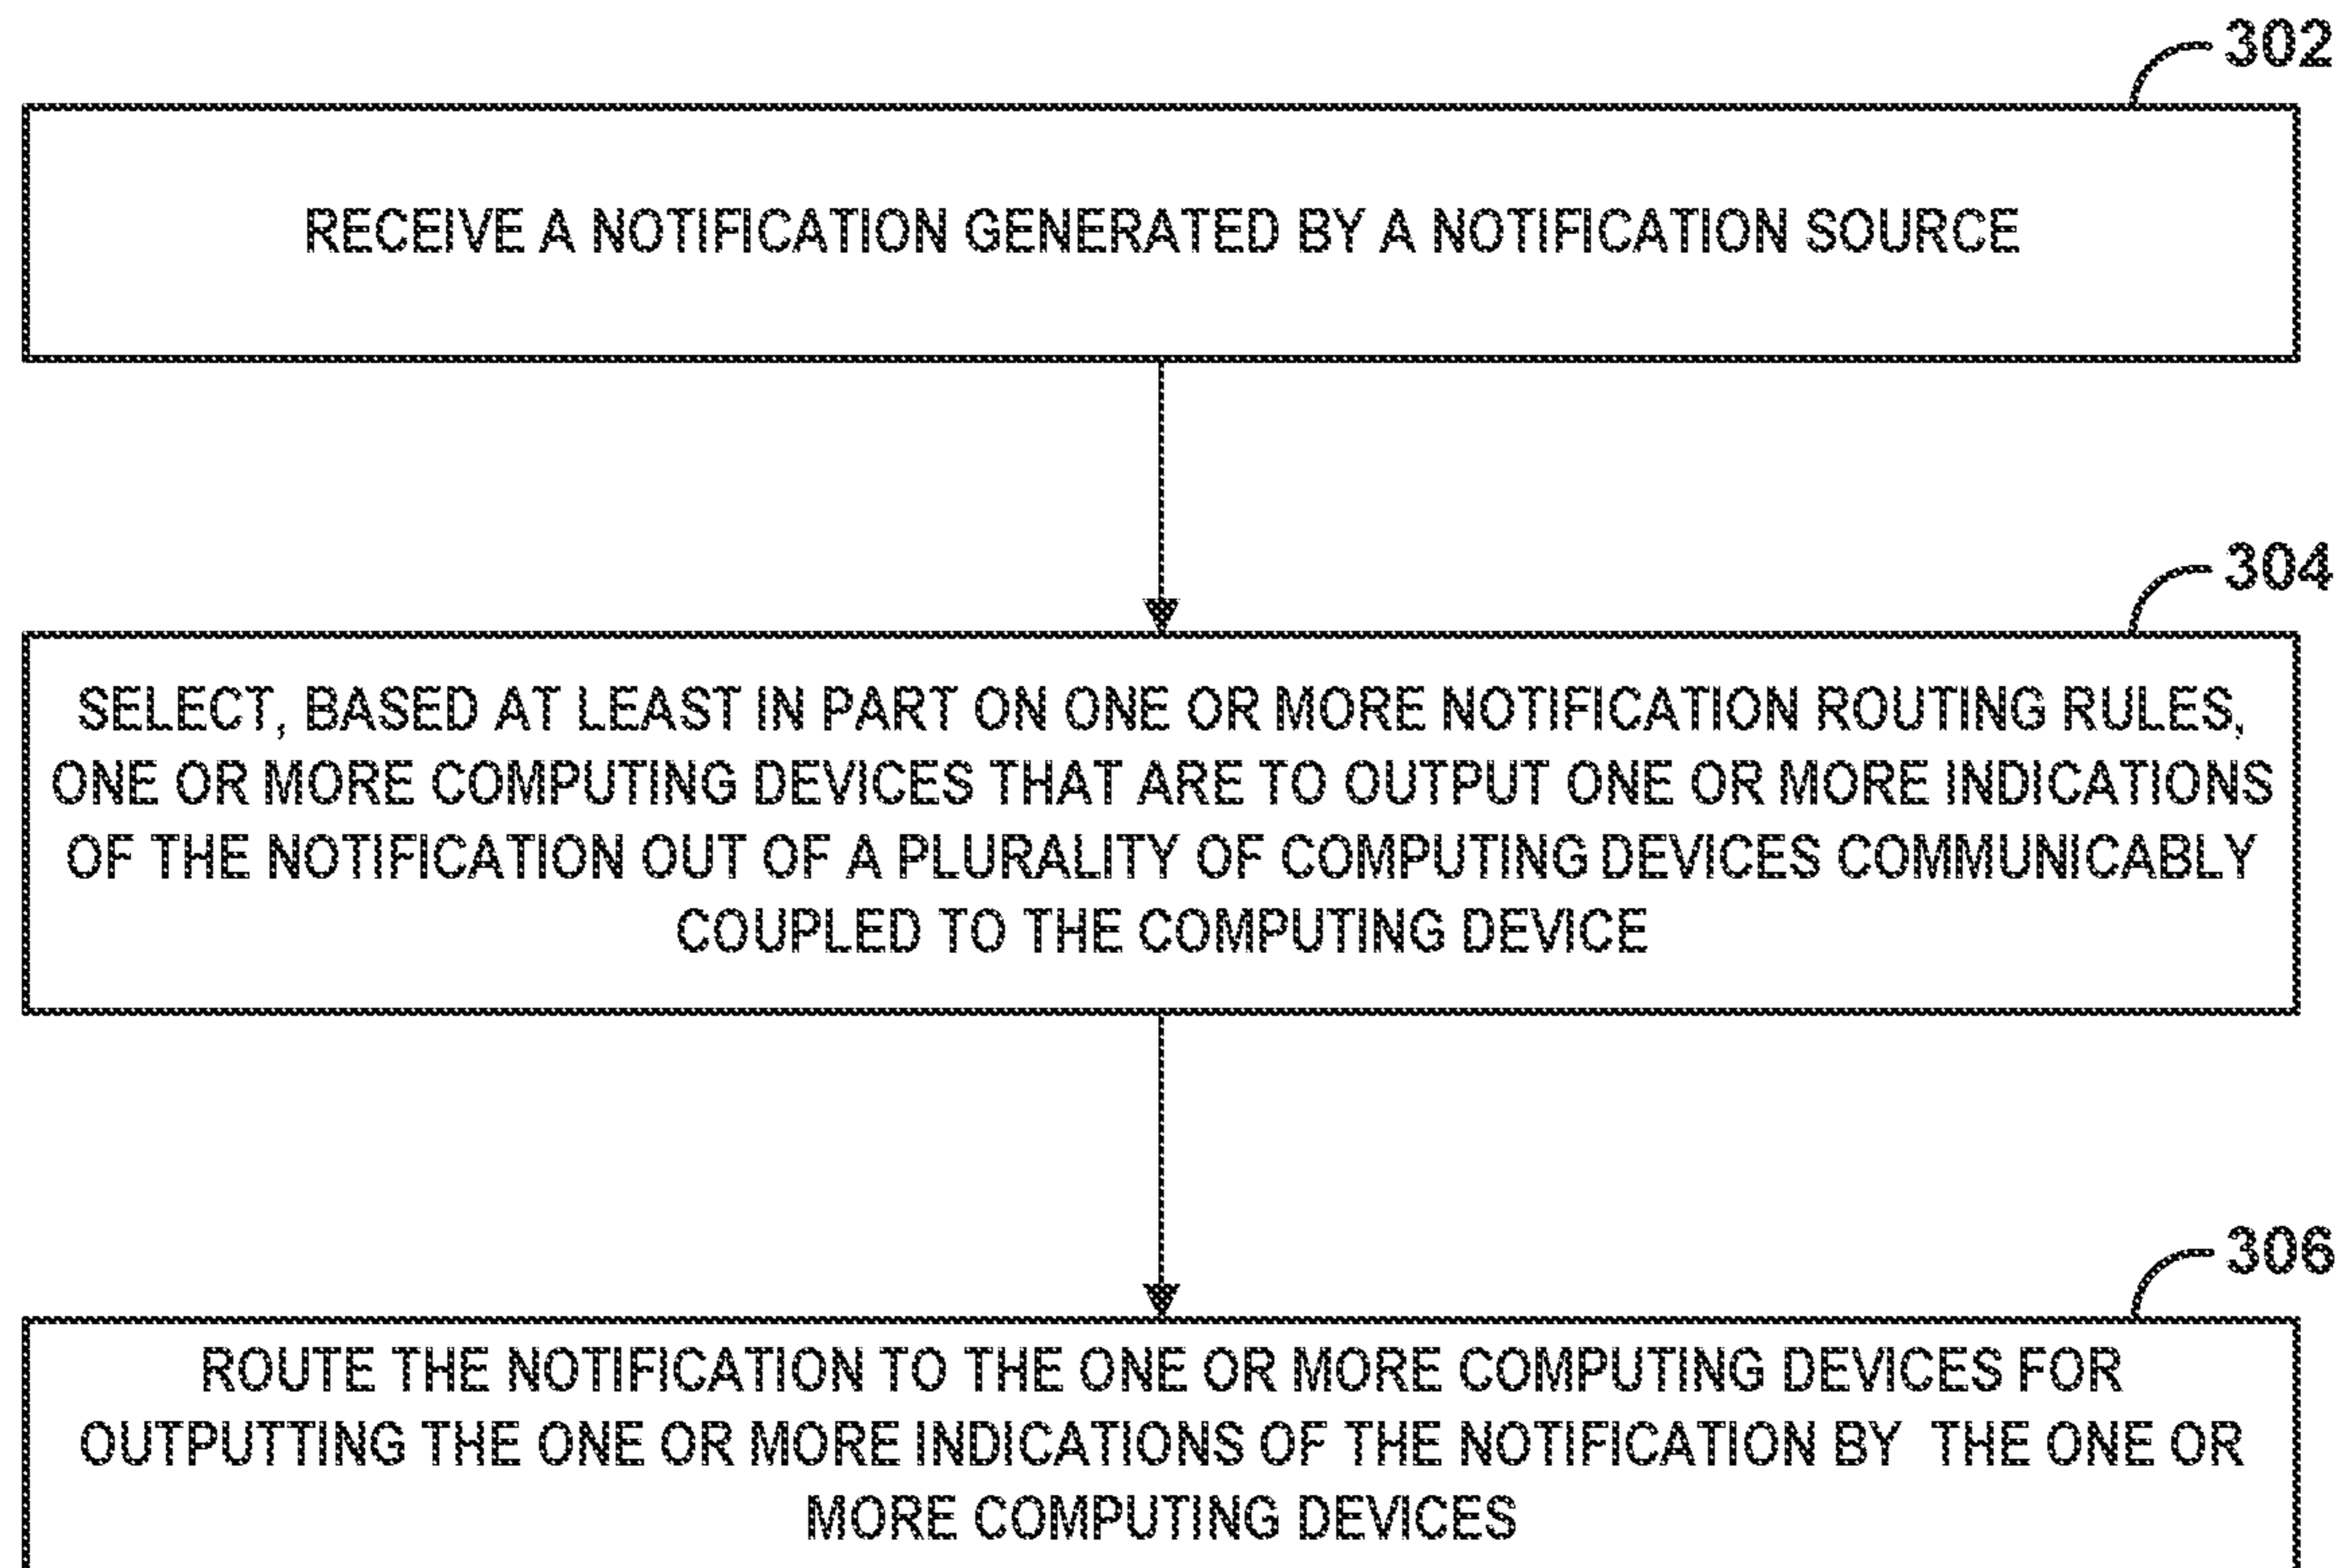 302
RECEIVE A NOTIFICATION GENERATED BY A NOTIFICATION SOURCE
304
SELECT, BASED AT LEAST IN PART ON ONE OR MORE NOTIFICATION ROUTING RULES,
ONE OR MORE COMPUTING DEVICES THAT ARE TO OUTPUT ONE OR MORE INDICATIONS
OF THE NOTIFICATION OUT OF A PLURALITY OF COMPUTING DEVICES COMMUNICABLY
COUPLED TO THE COMPUTING DEVICE
306
ROUTE THE NOTIFICATION TO THE ONE OR MORE COMPUTING DEVICES FOR
OUTPUTTING THE ONE OR MORE INDICATIONS OF THE NOTIFICATION BY THE ONE OR
MORE COMPUTING DEVICES